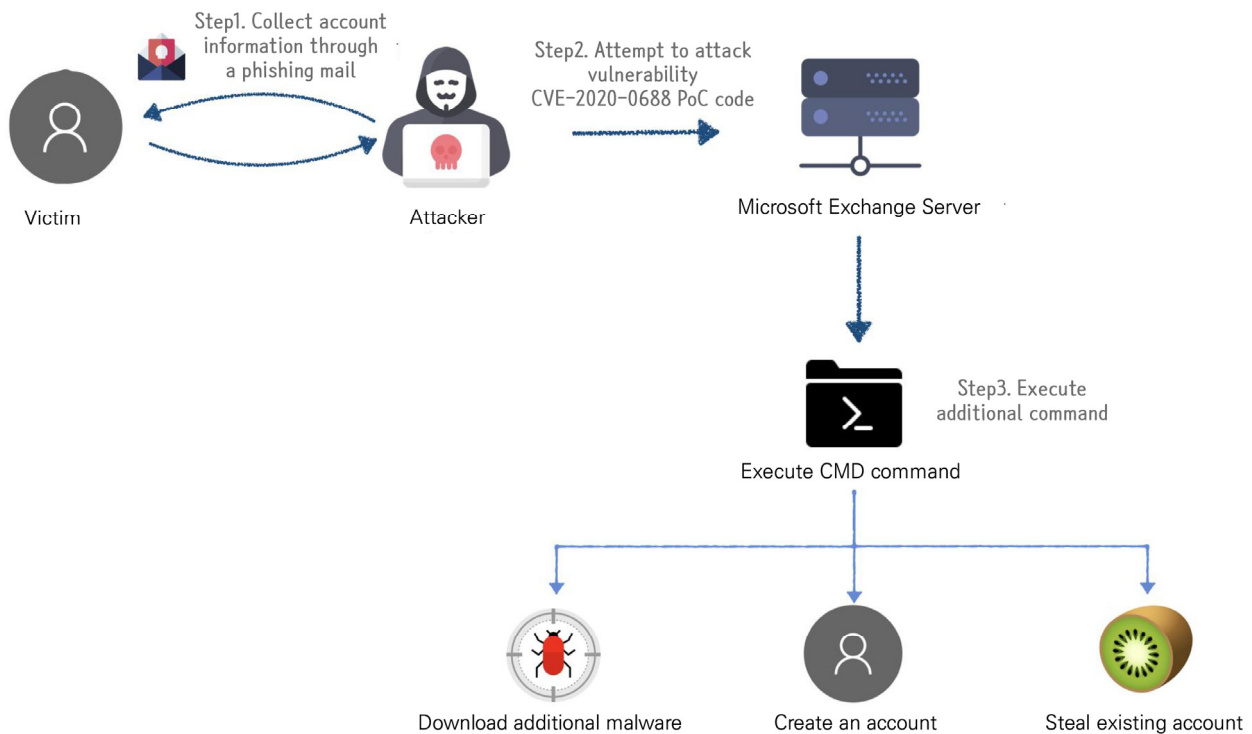 Step1. Collect account
information through
a phishing mail
Step2. Attempt to attack
vulnerability
CVE-2020-0688 PoC code
Victim
Attacker
Microsoft Exchange Server
Step3. Execute
additional command
Execute CMD command
Download additional malware
Create an account
Steal existing account